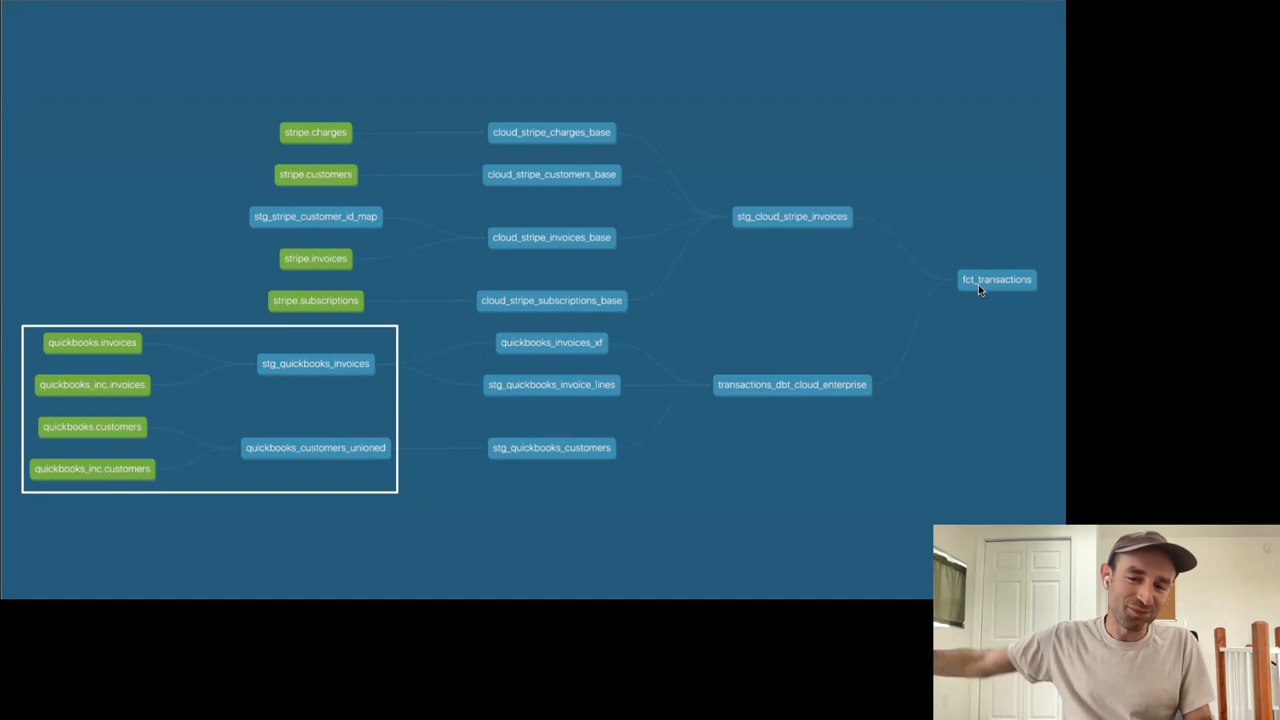 stripe.charges
cloud_stripe_charges_base
stripe.customers
cloud_stripe_customers_base
stg_stripe_customer_id_map
cloud_stripe_invoices_base
stripe.invoices
stripe.subscriptions
cloud_stripe_subscriptions_base
stg_cloud_stripe_invoices
fct_transactions
quickbooks.invoices
quickbooks_inc.invoices
stg_quickbooks_invoices
quickbooks.customers
quickbooks_inc.customers
quickbooks_customers_unioned
quickbooks_invoices_xf
stg_quickbooks_invoice_lines
stg_quickbooks_customers
transactions_dbt_cloud_enterprise